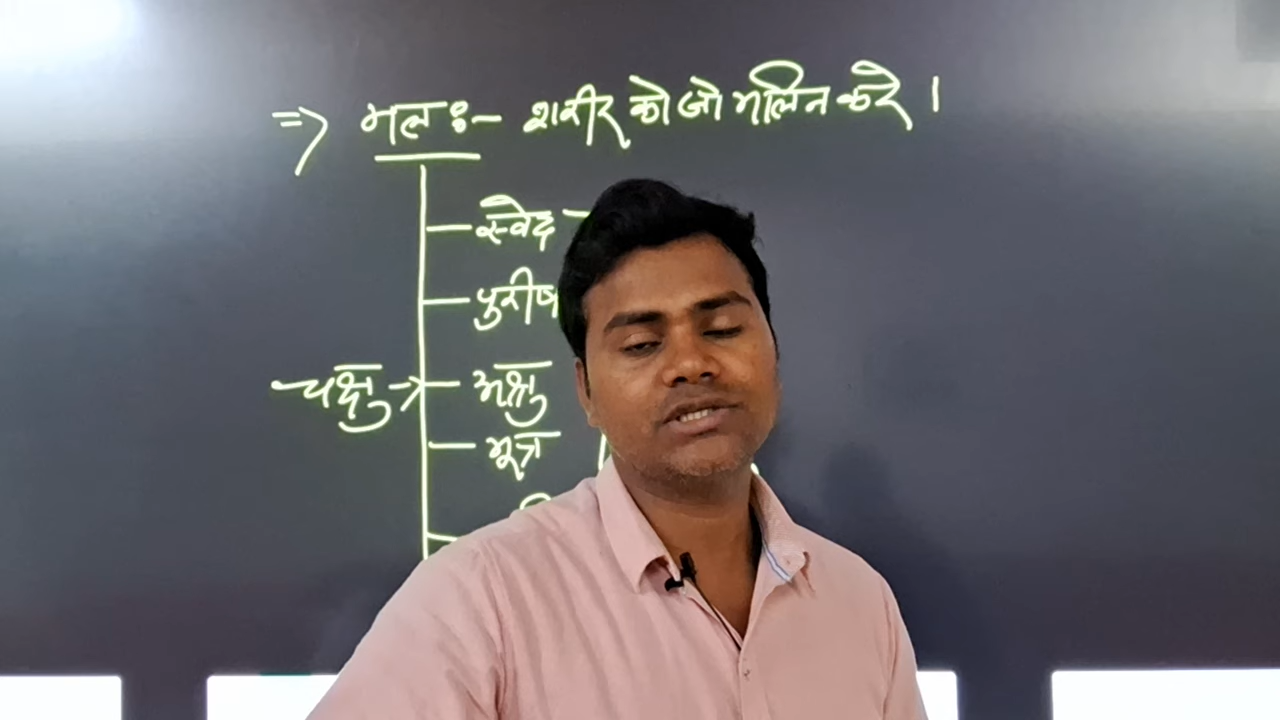 => मल :- शरीर को जो मलिन करे ।
स्वेद -
पुरीष
चक्षु → अश्रु
मूत्र